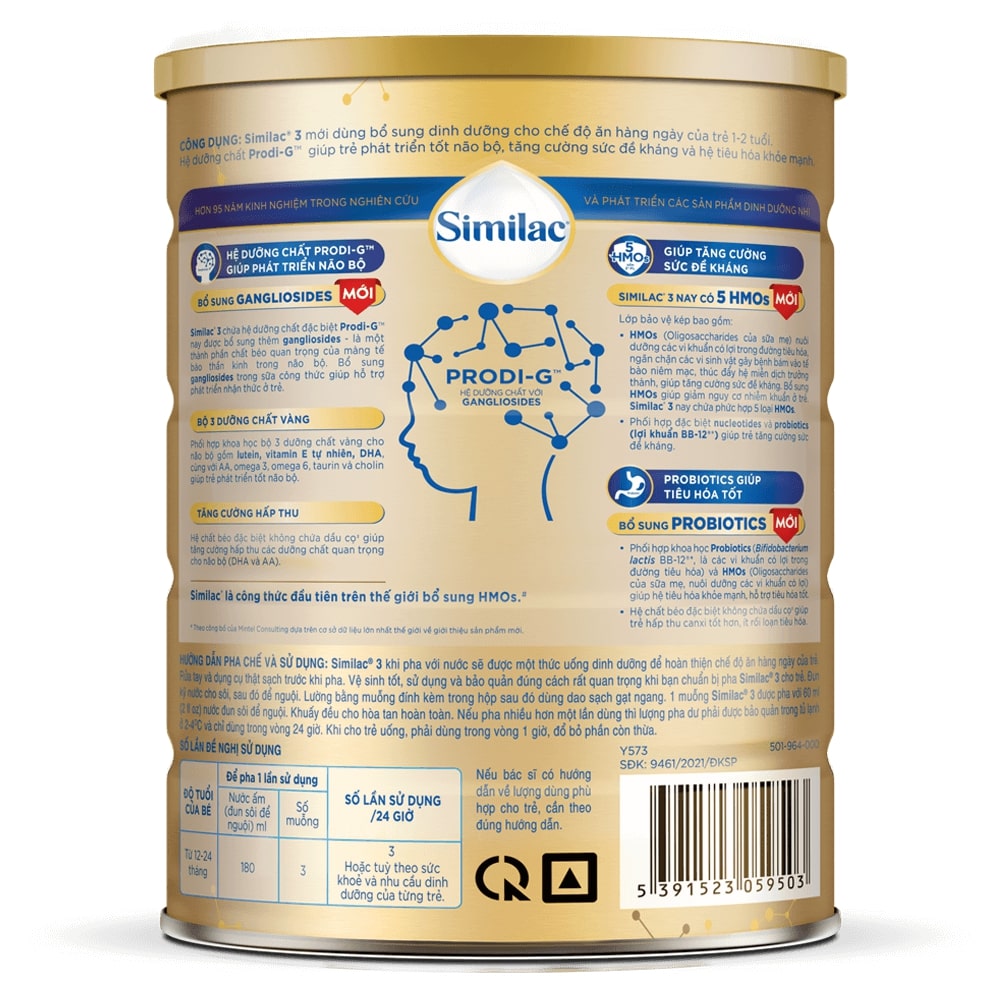 CÔNG DỤNG: Similac® 3 mới dùng bổ sung dinh dưỡng cho chế độ ăn hàng ngày của trẻ 1-2 tuổi.
Hệ dưỡng chất Prodi-G™ giúp trẻ phát triển tốt não bộ, tăng cường sức đề kháng và hệ tiêu hóa khỏe mạnh.
HƠN 95 NĂM KINH NGHIỆM TRONG NGHIÊN CỨU
VÀ PHÁT TRIỂN CÁC SẢN PHẨM DINH DƯỠNG NHI
Similac
HỆ DƯỠNG CHẤT PRODI-G™
GIÚP PHÁT TRIỂN NÃO BỘ
BỔ SUNG GANGLIOSIDES MỚI
Similac® 3 chứa hệ dưỡng chất đặc biệt Prodi-G™
nay được bổ sung thêm gangliosides - là một
thành phần chất béo quan trọng của màng tế
bào thần kinh trong não bộ. Bổ sung
gangliosides trong sữa công thức giúp hỗ trợ
phát triển nhận thức ở trẻ.
BỘ 3 DƯỠNG CHẤT VÀNG
Phối hợp khoa học bộ 3 dưỡng chất vàng cho
não bộ gồm lutein, vitamin E tự nhiên, DHA,
cùng với AA, omega 3, omega 6, taurin và cholin
giúp trẻ phát triển tốt não bộ.
TĂNG CƯỜNG HẤP THU
Hệ chất béo đặc biệt không chứa dầu cọ giúp
tăng cường hấp thu các dưỡng chất quan trọng
cho não bộ (DHA và AA).
Similac® là công thức đầu tiên trên thế giới bổ sung HMOs.#
# Theo công bố của Mintel Consulting dựa trên cơ sở dữ liệu lớn nhất thế giới về giới thiệu sản phẩm mới.
PRODI-G™
HỆ DƯỠNG CHẤT VỚI
GANGLIOSIDES
5
HMOs
GIÚP TĂNG CƯỜNG
SỨC ĐỀ KHÁNG
SIMILAC® 3 NAY CÓ 5 HMOs MỚI
Lớp bảo vệ kép bao gồm:
• HMOs (Oligosaccharides của sữa mẹ) nuôi
dưỡng các vi khuẩn có lợi trong đường tiêu hóa,
ngăn chặn các vi sinh vật gây bệnh bám vào tế
bào niêm mạc, thúc đẩy hệ miễn dịch trưởng
thành, giúp tăng cường sức đề kháng. Bổ sung
HMOs giúp giảm nguy cơ nhiễm khuẩn ở trẻ.
Similac® 3 nay chứa phức hợp 5 loại HMOs.
• Phối hợp đặc biệt nucleotides và probiotics
(lợi khuẩn BB-12™) giúp trẻ tăng cường sức
đề kháng.
PROBIOTICS GIÚP
TIÊU HÓA TỐT
BỔ SUNG PROBIOTICS MỚI
• Phối hợp khoa học Probiotics (Bifidobacterium
lactis BB-12™, là các vi khuẩn có lợi trong
đường tiêu hóa) và HMOs (Oligosaccharides
của sữa mẹ, nuôi dưỡng các vi khuẩn có lợi)
giúp hệ tiêu hóa khỏe mạnh, hỗ trợ tiêu hóa tốt.
• Hệ chất béo đặc biệt không chứa dầu cọ giúp
trẻ hấp thu canxi tốt hơn, ít rối loạn tiêu hóa.
HƯỚNG DẪN PHA CHẾ VÀ SỬ DỤNG: Similac® 3 khi pha với nước sẽ được một thức uống dinh dưỡng để hoàn thiện chế độ ăn hàng ngày của trẻ.
Rửa tay và dụng cụ thật sạch trước khi pha. Vệ sinh tốt, sử dụng và bảo quản đúng cách rất quan trọng khi bạn chuẩn bị pha Similac® 3 cho trẻ. Đun
kỹ nước cho sôi, sau đó để nguội. Lường bằng muỗng đính kèm trong hộp sau đó dùng dao sạch gạt ngang. 1 muỗng Similac® 3 được pha với 60 ml
(2 fl oz) nước đun sôi để nguội. Khuấy đều cho hòa tan hoàn toàn. Nếu pha nhiều hơn một lần dùng thì lượng pha dư phải được bảo quản trong tủ lạnh
ở 2-4°C và chỉ dùng trong vòng 24 giờ. Khi cho trẻ uống, phải dùng trong vòng 1 giờ, đổ bỏ phần còn thừa.
SỐ LẦN ĐỀ NGHỊ SỬ DỤNG
ĐỘ TUỔI
CỦA BÉ
Để pha 1 lần sử dụng
Nước ấm
(đun sôi để
nguội) ml
Số
muỗng
SỐ LẦN SỬ DỤNG
/24 GIỜ
Từ 12-24
tháng
180
3
3
Hoặc tuỳ theo sức
khoẻ và nhu cầu dinh
dưỡng của từng trẻ.
Nếu bác sĩ có hướng
dẫn về lượng dùng phù
hợp cho trẻ, cần theo
đúng hướng dẫn.
Y573
501-964-000
SĐK: 9461/2021/ĐKSP
5 391523 059503